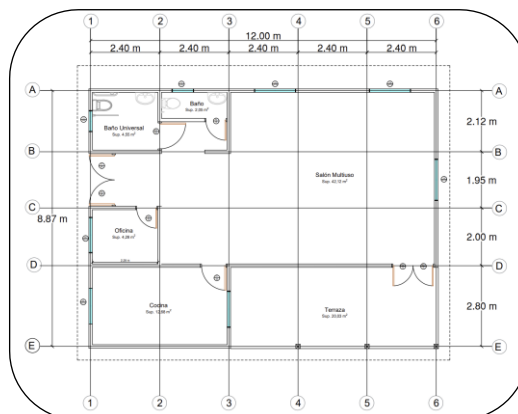 1 2 3 4 5 6
12.00 m
2.40 m 2.40 m 2.40 m 2.40 m 2.40 m
A A
Baño
Baño Universal
2.12 m
B B
Salón Multiuso
1.95 m
C C
8.87 m
Oficina
2.00 m
D D
Cocina
Terraza
2.80 m
E E
1 2 3 4 5 6